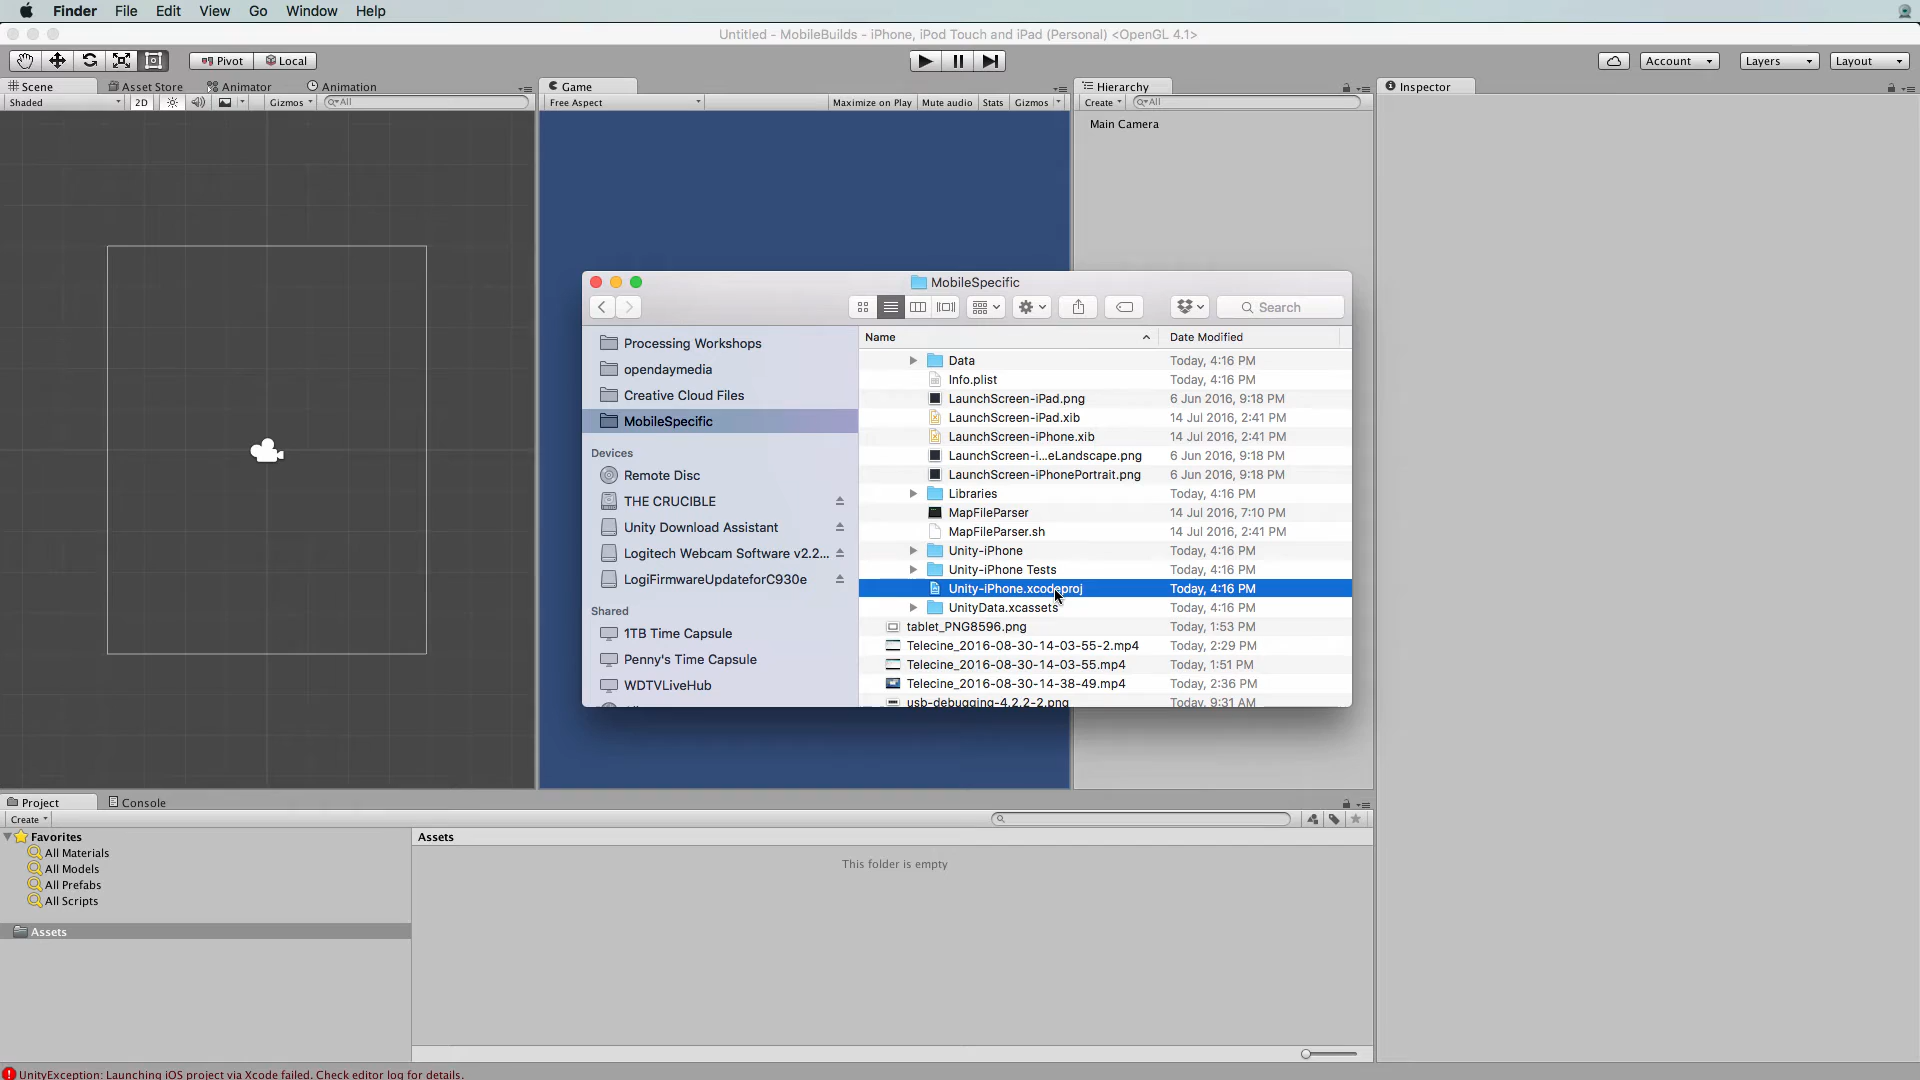 Finder File Edit View Go Window Help
Untitled - MobileBuilds - iPhone, iPod Touch and iPad (Personal) <OpenGL 4.1>
Pivot Local Account Layers Layout
Scene Asset Store Animator Animation
Shaded 2D Gizmos All
Game
Free Aspect Maximize on Play Mute audio Stats Gizmos
Hierarchy
Create All
Main Camera
Inspector
MobileSpecific
Search
Processing Workshops
opendaymedia
Creative Cloud Files
MobileSpecific
Devices
Remote Disc
THE CRUCIBLE
Unity Download Assistant
Logitech Webcam Software v2.2...
LogiFirmwareUpdateforC930e
Shared
1TB Time Capsule
Penny's Time Capsule
WDTVLiveHub
Name Date Modified
Data Today, 4:16 PM
Info.plist Today, 4:16 PM
LaunchScreen-iPad.png 6 Jun 2016, 9:18 PM
LaunchScreen-iPad.xib 14 Jul 2016, 2:41 PM
LaunchScreen-iPhone.xib 14 Jul 2016, 2:41 PM
LaunchScreen-i...eLandscape.png 6 Jun 2016, 9:18 PM
LaunchScreen-iPhonePortrait.png 6 Jun 2016, 9:18 PM
Libraries Today, 4:16 PM
MapFileParser 14 Jul 2016, 7:10 PM
MapFileParser.sh 14 Jul 2016, 2:41 PM
Unity-iPhone Today, 4:16 PM
Unity-iPhone Tests Today, 4:16 PM
Unity-iPhone.xcodeproj Today, 4:16 PM
UnityData.xcassets Today, 4:16 PM
tablet_PNG8596.png Today, 1:53 PM
Telecine_2016-08-30-14-03-55-2.mp4 Today, 2:29 PM
Telecine_2016-08-30-14-03-55.mp4 Today, 1:51 PM
Telecine_2016-08-30-14-38-49.mp4 Today, 2:36 PM
usb-debugging-4.2.2-2.png Today, 9:31 AM
Project Console
Create
Favorites
All Materials
All Models
All Prefabs
All Scripts
Assets
Assets
This folder is empty
UnityException: Launching iOS project via Xcode failed. Check editor log for details.